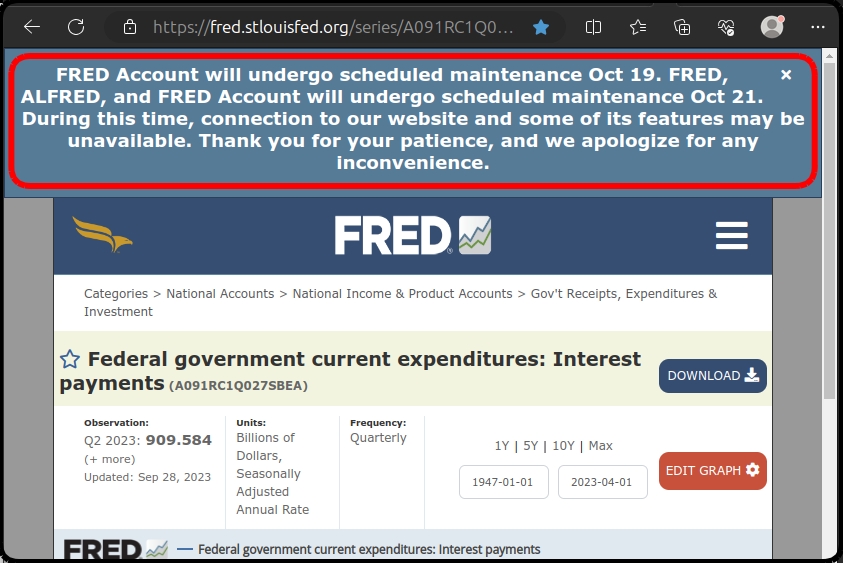 https://fred.stlouisfed.org/series/A091RC1Q0...
FRED Account will undergo scheduled maintenance Oct 19. FRED,
ALFRED, and FRED Account will undergo scheduled maintenance Oct 21.
During this time, connection to our website and some of its features may be
unavailable. Thank you for your patience, and we apologize for any
inconvenience.
FRED
Categories > National Accounts > National Income & Product Accounts > Gov't Receipts, Expenditures &
Investment
Federal government current expenditures: Interest
payments (A091RC1Q027SBEA)
DOWNLOAD
Observation:
Q2 2023: 909.584
(+ more)
Updated: Sep 28, 2023
Units:
Billions of
Dollars,
Seasonally
Adjusted
Annual Rate
Frequency:
Quarterly
1Y | 5Y | 10Y | Max
1947-01-01
2023-04-01
EDIT GRAPH
FRED
Federal government current expenditures: Interest payments